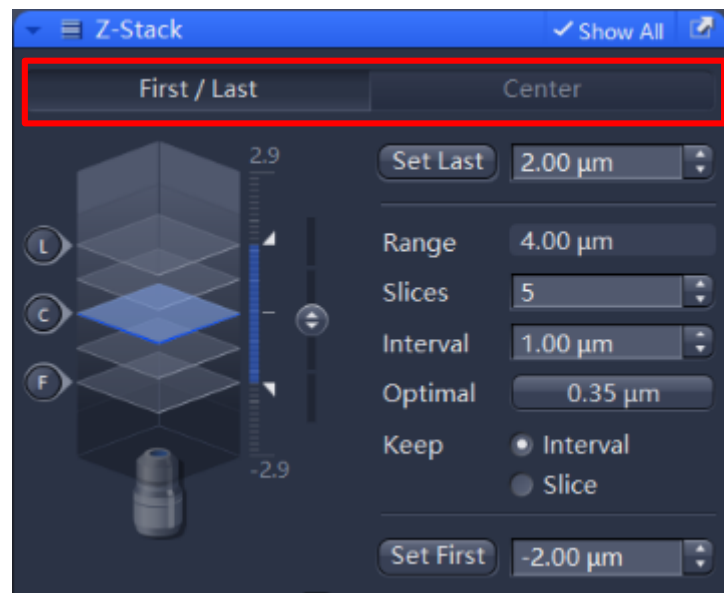 Z-Stack Show All
First / Last Center
2.9
Set Last 2.00 µm
L
Range 4.00 µm
Slices 5
C
Interval 1.00 µm
F
Optimal 0.35 µm
Keep Interval
-2.9
Slice
Set First -2.00 µm